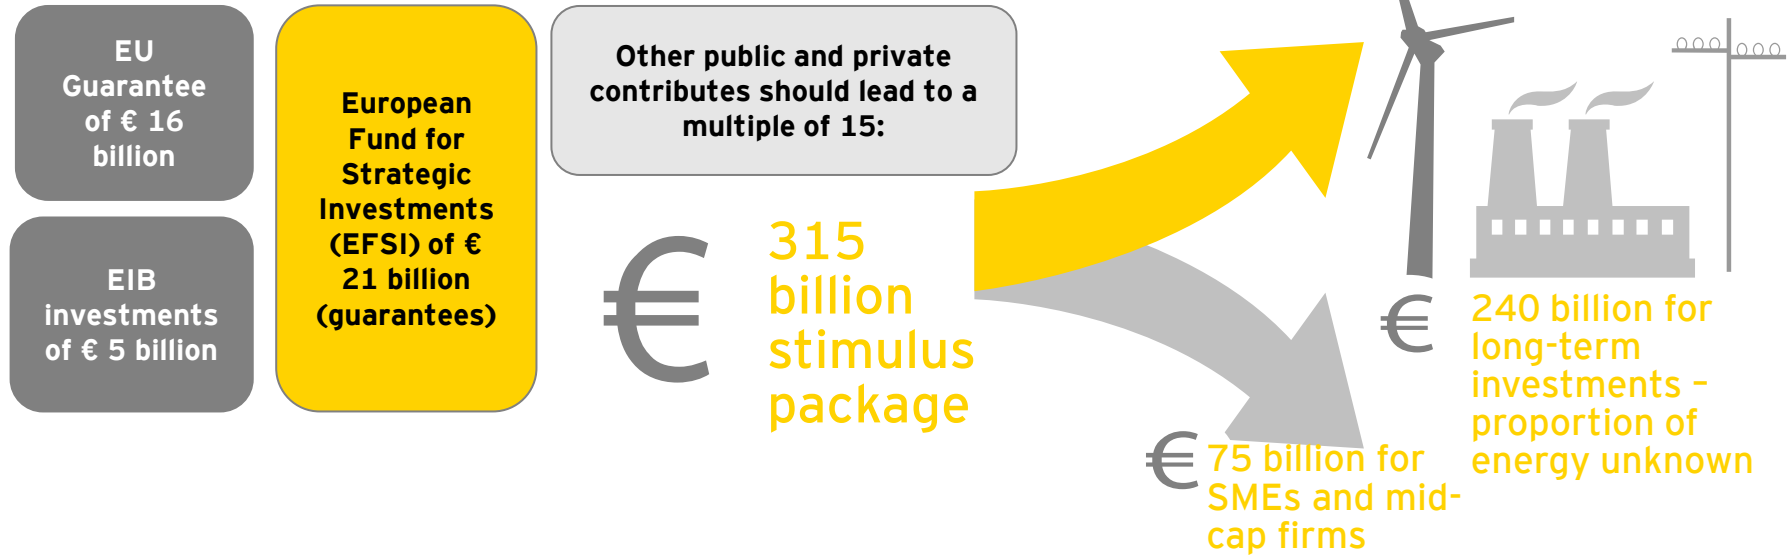 EU
Guarantee
of € 16
billion
EIB
investments
of € 5 billion
European
Fund for
Strategic
Investments
(EFSI) of €
21 billion
(guarantees)
Other public and private
contributes should lead to a
multiple of 15:
€ 315
billion
stimulus
package
€ 240 billion for
long-term
investments –
proportion of
energy unknown
€ 75 billion for
SMEs and mid-
cap firms